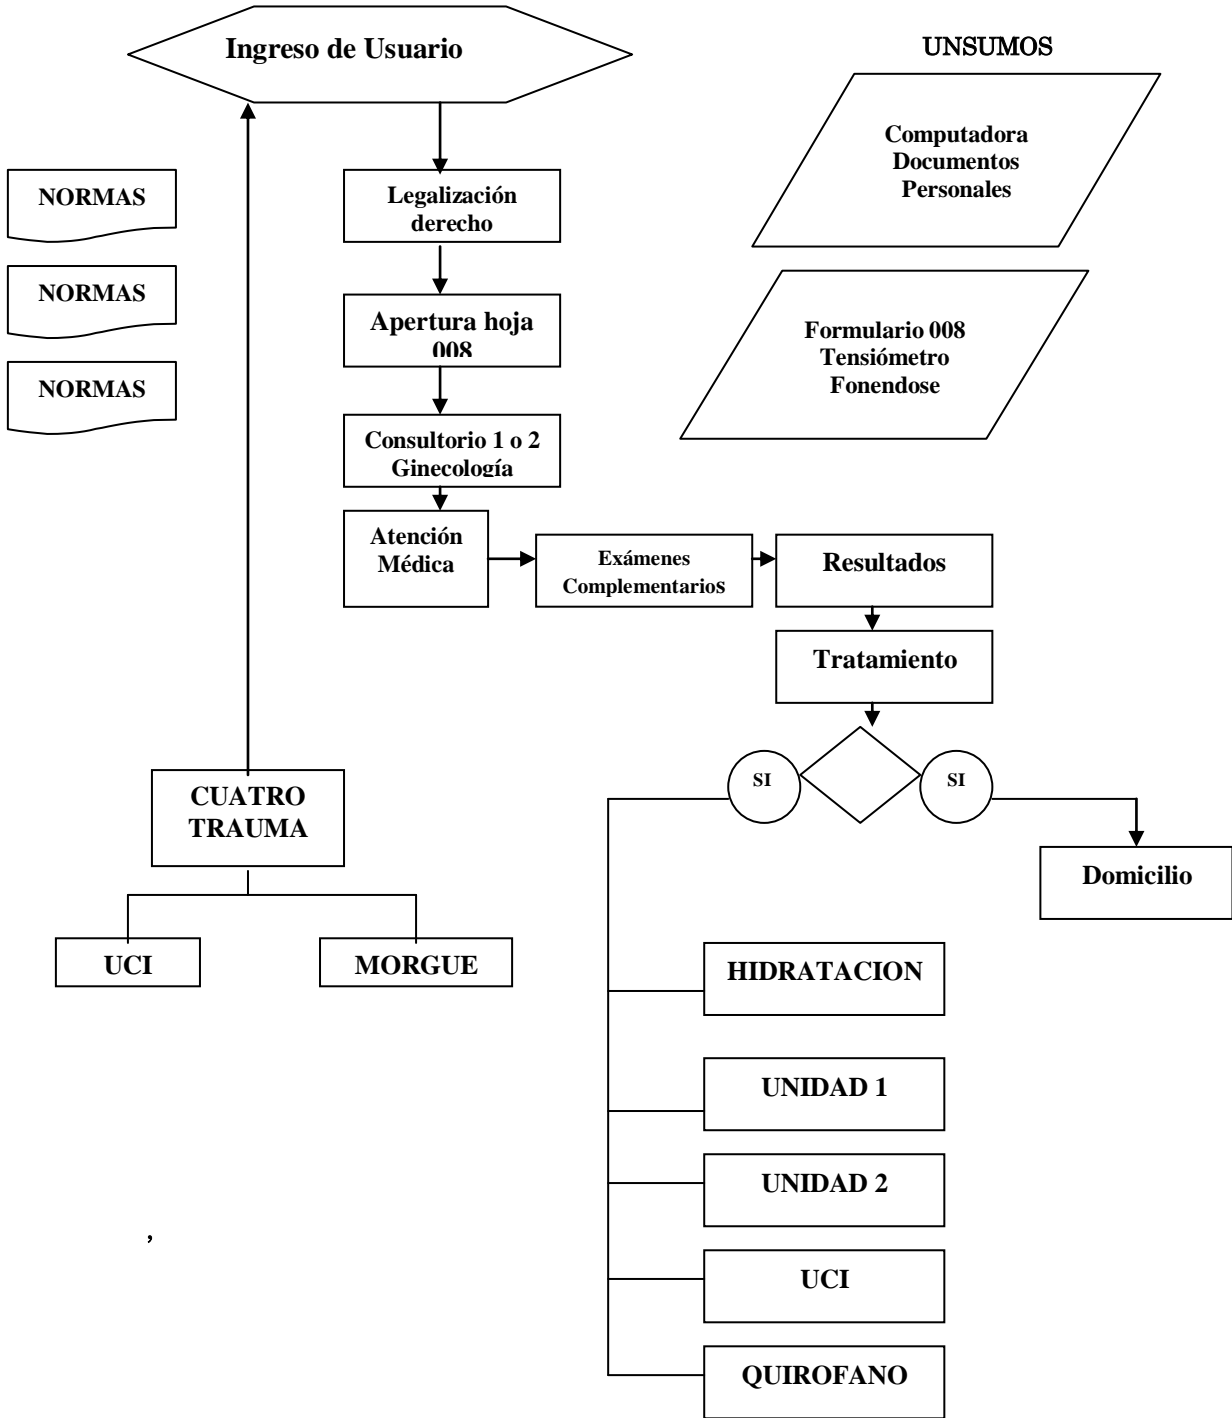 Ingreso de Usuario
UNSUMOS
Computadora
Documentos
Personales
NORMAS
Legalización
derecho
NORMAS
Apertura hoja
008
Formulario 008
Tensiómetro
Fonendose
NORMAS
Consultorio 1 o 2
Ginecología
Atención
Médica
Exámenes
Complementarios
Resultados
Tratamiento
SI
SI
CUATRO
TRAUMA
Domicilio
UCI
MORGUE
HIDRATACION
UNIDAD 1
UNIDAD 2
,
UCI
QUIROFANO